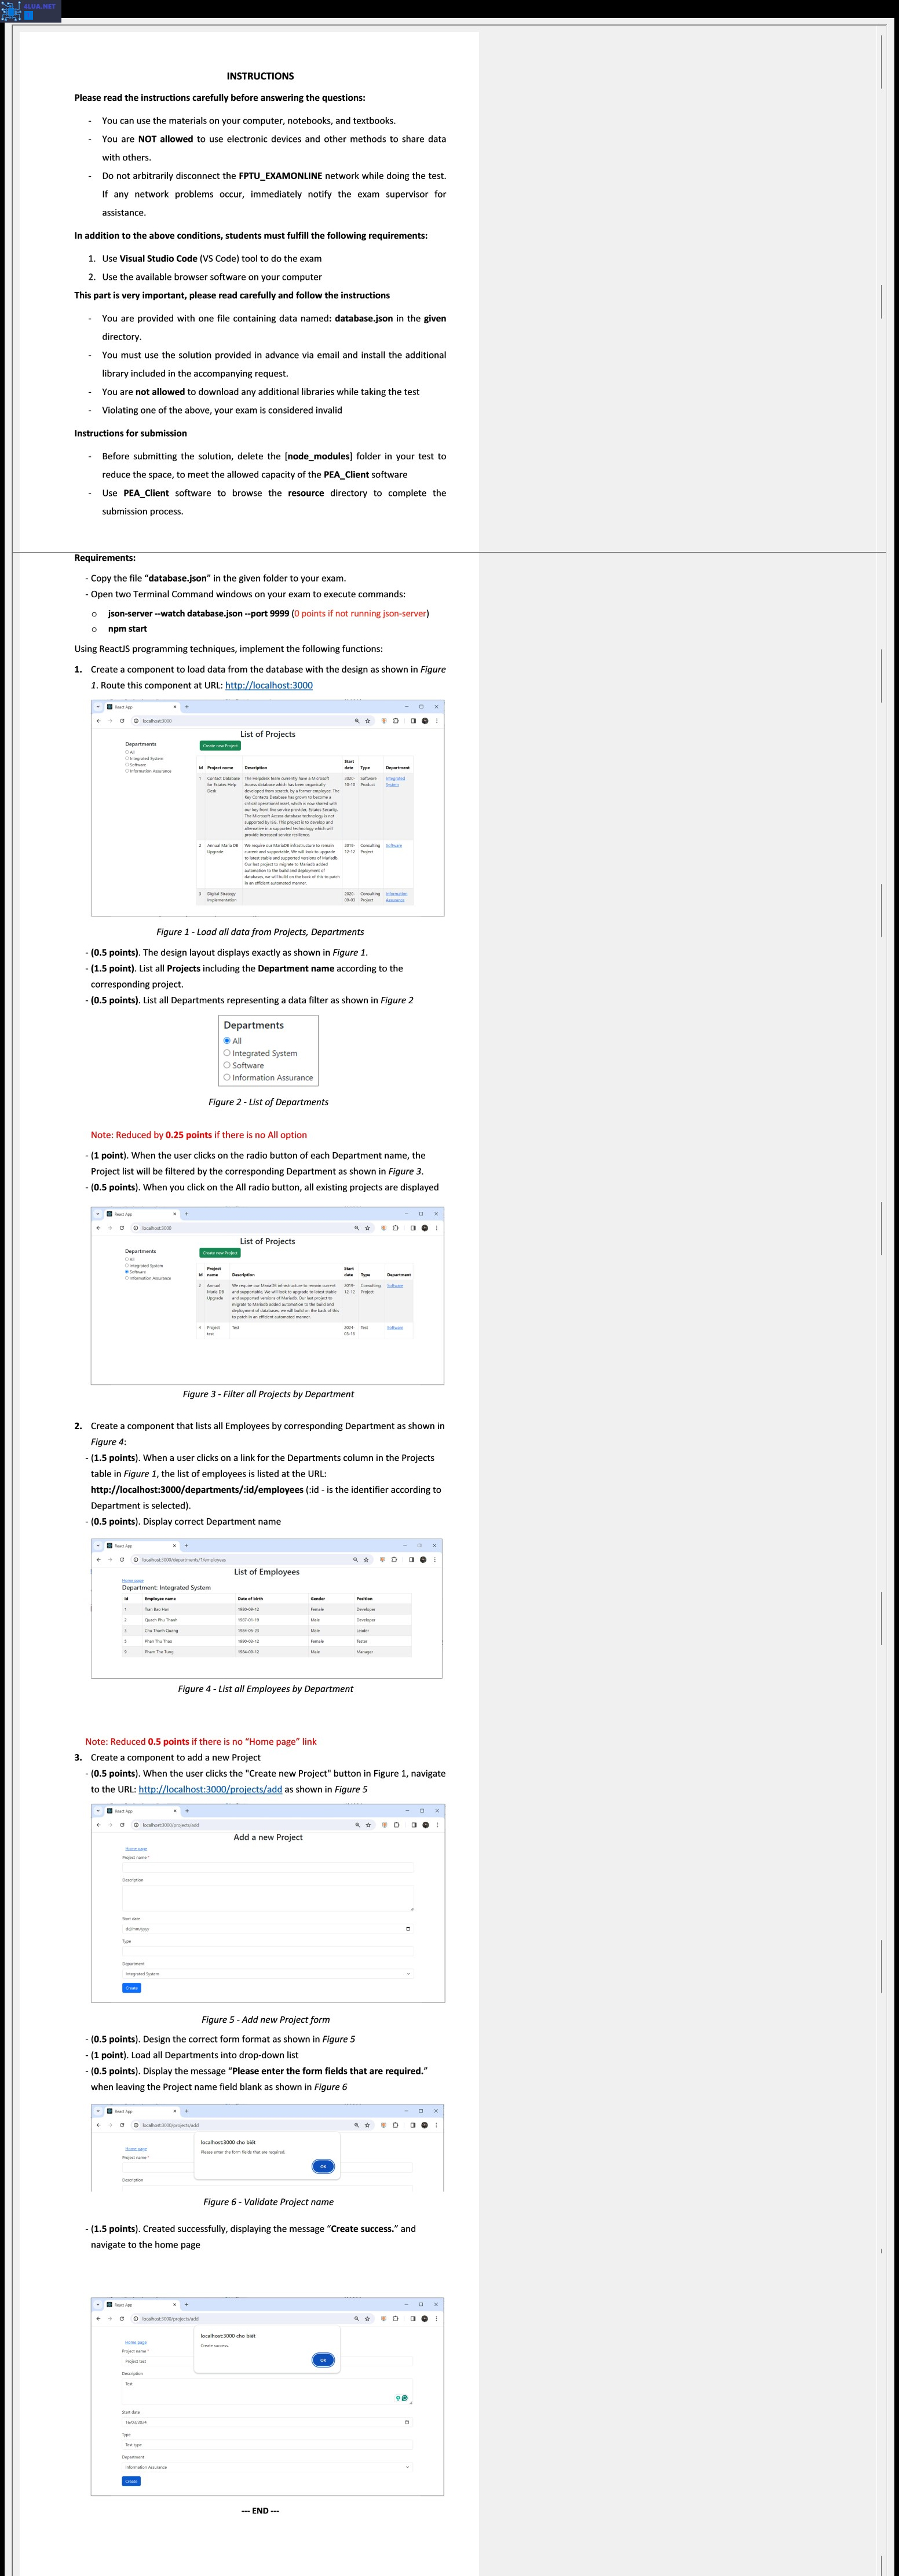 4LUA.NET
INSTRUCTIONS
Please read the instructions carefully before answering the questions:
- You can use the materials on your computer, notebooks, and textbooks.
- You are NOT allowed to use electronic devices and other methods to share data
with others.
- Do not arbitrarily disconnect the FPTU_EXAMONLINE network while doing the test.
If any network problems occur, immediately notify the exam supervisor for
assistance.
In addition to the above conditions, students must fulfill the following requirements:
1. Use Visual Studio Code (VS Code) tool to do the exam
2. Use the available browser software on your computer
This part is very important, please read carefully and follow the instructions
- You are provided with one file containing data named: database.json in the given
directory.
- You must use the solution provided in advance via email and install the additional
library included in the accompanying request.
- You are not allowed to download any additional libraries while taking the test
- Violating one of the above, your exam is considered invalid
Instructions for submission
- Before submitting the solution, delete the [node_modules] folder in your test to
reduce the space, to meet the allowed capacity of the PEA_Client software
- Use PEA_Client software to browse the resource directory to complete the
submission process.
Requirements:
- Copy the file "database.json" in the given folder to your exam.
- Open two Terminal Command windows on your exam to execute commands:
o json-server --watch database.json --port 9999 (0 points if not running json-server)
o npm start
Using ReactJS programming techniques, implement the following functions:
1. Create a component to load data from the database with the design as shown in Figure
1. Route this component at URL: http://localhost:3000
React App
localhost:3000
List of Projects
Departments
All
Integrated System
Software
Information Assurance
Create new Project
Id Project name Description Start date Type Department
1 Contact Database for Estates Help Desk
The Helpdesk team currently have a Microsoft
Access database which has been organically
developed from scratch, by a former employee. The
Key Contacts Database has grown to become a
critical operational asset, which is now shared with
our key front line service provider, Estates Security.
The Microsoft Access database technology is not
supported by ISG. This project is to develop and
alternative in a supported technology which will
provide increased service resilience.
2020-10-10 Software Product Integrated System
2 Annual Maria DB Upgrade
We require our MariaDB infrastructure to remain
current and supportable. We will look to upgrade
to latest stable and supported versions of Mariadb.
Our last project to migrate to Mariadb added
automation to the build and deployment of
databases, we will build on the back of this to patch
in an efficient automated manner.
2019-12-12 Consulting Project Software
3 Digital Strategy Implementation 2020-09-03 Consulting Project Information Assurance
Figure 1 - Load all data from Projects, Departments
- (0.5 points). The design layout displays exactly as shown in Figure 1.
- (1.5 point). List all Projects including the Department name according to the
corresponding project.
- (0.5 points). List all Departments representing a data filter as shown in Figure 2
Departments
All
Integrated System
Software
Information Assurance
Figure 2 - List of Departments
Note: Reduced by 0.25 points if there is no All option
- (1 point). When the user clicks on the radio button of each Department name, the
Project list will be filtered by the corresponding Department as shown in Figure 3.
- (0.5 points). When you click on the All radio button, all existing projects are displayed
React App
localhost:3000
List of Projects
Departments
All
Integrated System
Software
Information Assurance
Create new Project
Id Project name Description Start date Type Department
2 Annual Maria DB Upgrade
We require our MariaDB infrastructure to remain current
and supportable. We will look to upgrade to latest stable
and supported versions of Mariadb. Our last project to
migrate to Mariadb added automation to the build and
deployment of databases, we will build on the back of this
to patch in an efficient automated manner.
2019-12-12 Consulting Project Software
4 Project test Test 2024-03-16 Test Software
Figure 3 - Filter all Projects by Department
2. Create a component that lists all Employees by corresponding Department as shown in
Figure 4:
- (1.5 points). When a user clicks on a link for the Departments column in the Projects
table in Figure 1, the list of employees is listed at the URL:
http://localhost:3000/departments/:id/employees (:id - is the identifier according to
Department is selected).
- (0.5 points). Display correct Department name
React App
localhost:3000/departments/1/employees
List of Employees
Home page
Department: Integrated System
Id Employee name Date of birth Gender Position
1 Tran Bao Han 1980-09-12 Female Developer
2 Quach Phu Thanh 1987-01-19 Male Developer
3 Chu Thanh Quang 1984-03-23 Male Leader
5 Phan Thu Thao 1990-03-12 Female Tester
9 Pham The Tung 1984-09-12 Male Manager
Figure 4 - List all Employees by Department
Note: Reduced 0.5 points if there is no "Home page" link
3. Create a component to add a new Project
- (0.5 points). When the user clicks the "Create new Project" button in Figure 1, navigate
to the URL: http://localhost:3000/projects/add as shown in Figure 5
React App
localhost:3000/projects/add
Add a new Project
Home page
Project name *
Description
Start date
dd/mm/yyyy
Type
Department
Integrated System
Create
Figure 5 - Add new Project form
- (0.5 points). Design the correct form format as shown in Figure 5
- (1 point). Load all Departments into drop-down list
- (0.5 points). Display the message "Please enter the form fields that are required."
when leaving the Project name field blank as shown in Figure 6
React App
localhost:3000/projects/add
localhost:3000 cho biết
Please enter the form fields that are required.
OK
Home page
Project name *
Description
Figure 6 - Validate Project name
- (1.5 points). Created successfully, displaying the message "Create success." and
navigate to the home page
React App
localhost:3000/projects/add
localhost:3000 cho biết
Create success.
OK
Home page
Project name *
Project test
Description
Test
Start date
16/03/2024
Type
Test type
Department
Information Assurance
Create
--- END ---